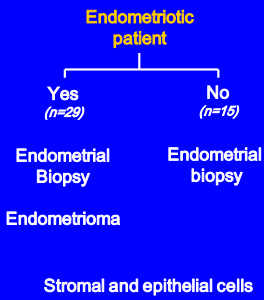 Endometriotic
patient
Yes No
(n=29) (n=15)
Endometrial Endometrial
Biopsy biopsy
Endometrioma
Stromal and epithelial cells